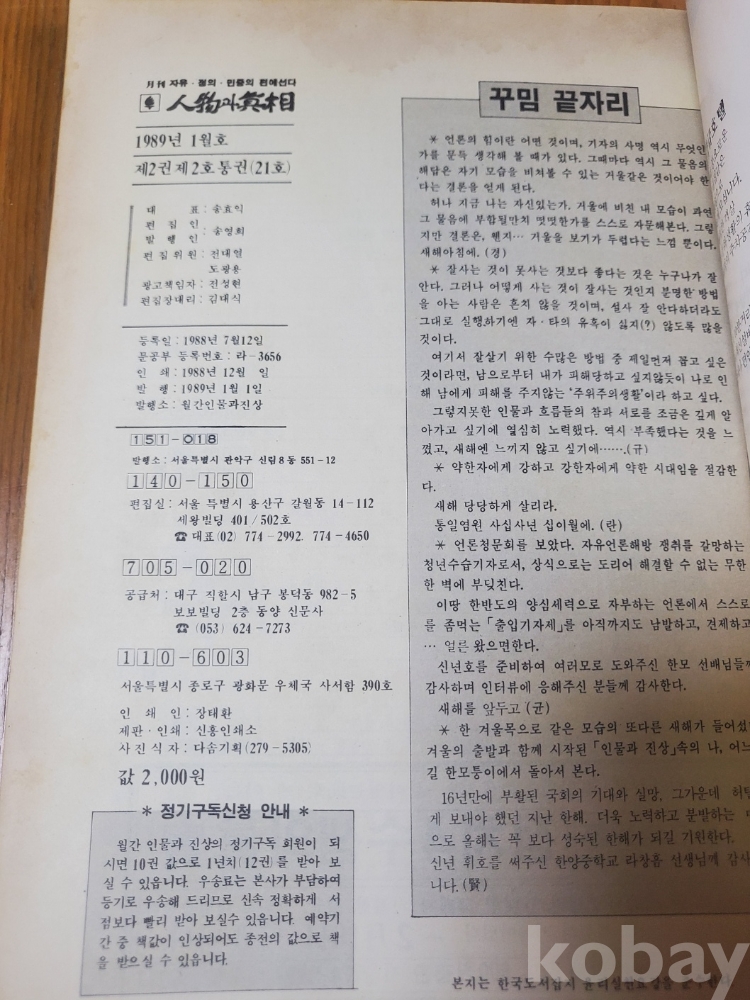 月刊 자유·정의·민중의 편에선다
人物과 眞相
1989년 1월호
제2권 제2호 통권(21호)
대 표 : 송효익
편 집 인
발 행 인 : 송영희
편집위원 : 전대열
도광용
광고책임자 : 전성현
편집장대리 : 김대식
등록일 : 1988년 7월12일
문공부 등록번호 : 라-3656
인 쇄 : 1988년 12월 일
발 행 : 1989년 1월 1일
발행소 : 월간인물과진상
151-018
발행소 : 서울특별시 관악구 신림8동 551-12
140-150
편집실 : 서울 특별시 용산구 갈월동 14-112
세왕빌딩 401/502호
☎ 대표(02) 774-2992. 774-4650
705-020
공급처 : 대구 직할시 남구 봉덕동 982-5
보보빌딩 2층 동양 신문사
☎ (053) 624-7273
110-603
서울특별시 종로구 광화문 우체국 사서함 390호
인 쇄 인 : 장태환
제판·인쇄 : 신흥인쇄소
사진식자 : 다솜기획(279-5305)
값 2,000원
* 정기구독신청 안내 *
월간 인물과 진상의 정기구독 회원이 되
시면 10권 값으로 1년치(12권)를 받아 보
실 수 있읍니다. 우송료는 본사가 부담하여
등기로 우송해 드리므로 신속 정확하게 서
점보다 빨리 받아 보실수 있읍니다. 예약기
간 중 책값이 인상되어도 종전의 값으로 책
을 받으실 수 있읍니다.
꾸밈 끝자리
* 언론의 힘이란 어떤 것이며, 기자의 사명 역시 무엇인
가를 문득 생각해 볼 때가 있다. 그때마다 역시 그 물음의
해답은 자기 모습을 비쳐볼 수 있는 거울같은 것이어야 한
다는 결론을 얻게 된다.
허나 지금 나는 자신있는가. 거울에 비친 내 모습이 과연
그 물음에 부합될만치 떳떳한가를 스스로 자문해본다. 그렇
지만 결론은, 웬지… 거울을 보기가 두렵다는 느낌 뿐이다.
새해아침에. (경)
* 잘사는 것이 못사는 것보다 좋다는 것은 누구나가 잘
안다. 그러나 어떻게 사는 것이 잘사는 것인지 분명한 방법
을 아는 사람은 흔치 않을 것이며, 설사 잘 안다하더라도
그대로 실행하기엔 자·타의 유혹이 싫지(?) 않도록 많을
것이다.
여기서 잘살기 위한 수많은 방법 중 제일먼저 꼽고 싶은
것이라면, 남으로부터 내가 피해당하고 싶지않듯이 나로 인
해 남에게 피해를 주지않는 '주위주의생활'이라 하고 싶다.
그렇지못한 인물과 흐름들의 참과 서로를 조금은 깊게 알
아가고 싶기에 열심히 노력했다. 역시 부족했다는 것을 느
꼈고, 새해엔 느끼지 않고 싶기에…….(규)
* 약한자에게 강하고 강한자에게 약한 시대임을 절감한
다.
새해 당당하게 살리라.
통일염원 사십사년 십이월에. (란)
* 언론청문회를 보았다. 자유언론해방 쟁취를 갈망하는
청년수습기자로서, 상식으로는 도리어 해결할 수 없는 무한
한 벽에 부딪친다.
이땅 한반도의 양심세력으로 자부하는 언론에서 스스로
를 좀먹는 「출입기자제」를 아직까지도 남발하고, 견제하고
… 얼른 왔으면한다.
신년호를 준비하여 여러모로 도와주신 한모 선배님들께
감사하며 인터뷰에 응해주신 분들께 감사한다.
새해를 앞두고 (균)
* 한 겨울목으로 같은 모습의 또다른 새해가 들어섰
겨울의 출발과 함께 시작된 「인물과 진상」속의 나, 어느
길 한모퉁이에서 돌아서 본다.
16년만에 부활된 국회의 기대와 실망, 그가운데 허탈
게 보내야 했던 지난 한해. 더욱 노력하고 분발하는
으로 올해는 꼭 보다 성숙된 한해가 되길 기원한다.
신년 휘호를 써주신 한양중학교 라창흠 선생님께 감사
니다. (賢)
본지는 한국도서잡지 윤리실천요강을
kobay